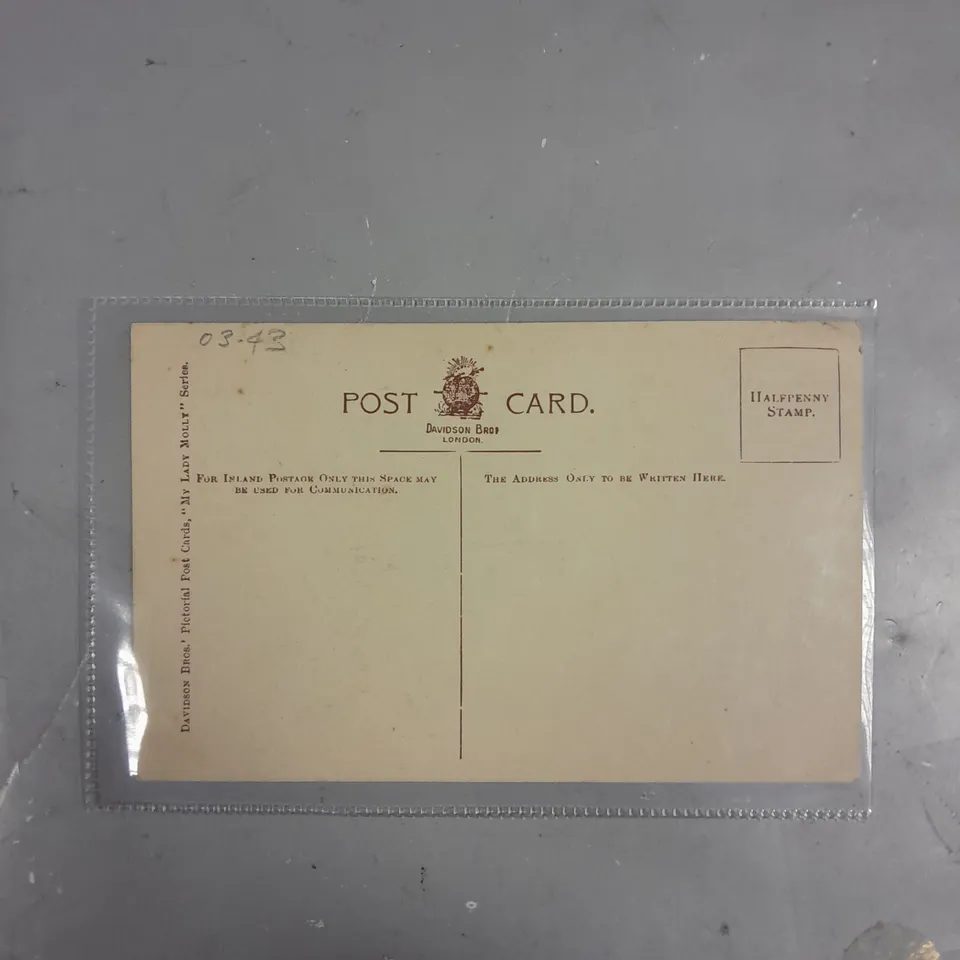 03-43
POST CARD.
DAVIDSON BROS
LONDON.
HALFPENNY
STAMP.
FOR INLAND POSTAGE ONLY THIS SPACE MAY
BE USED FOR COMMUNICATION.
THE ADDRESS ONLY TO BE WRITTEN HERE.
DAVIDSON BROS.' Pictorial Post Cards, "MY LADY MOLLY" Series.